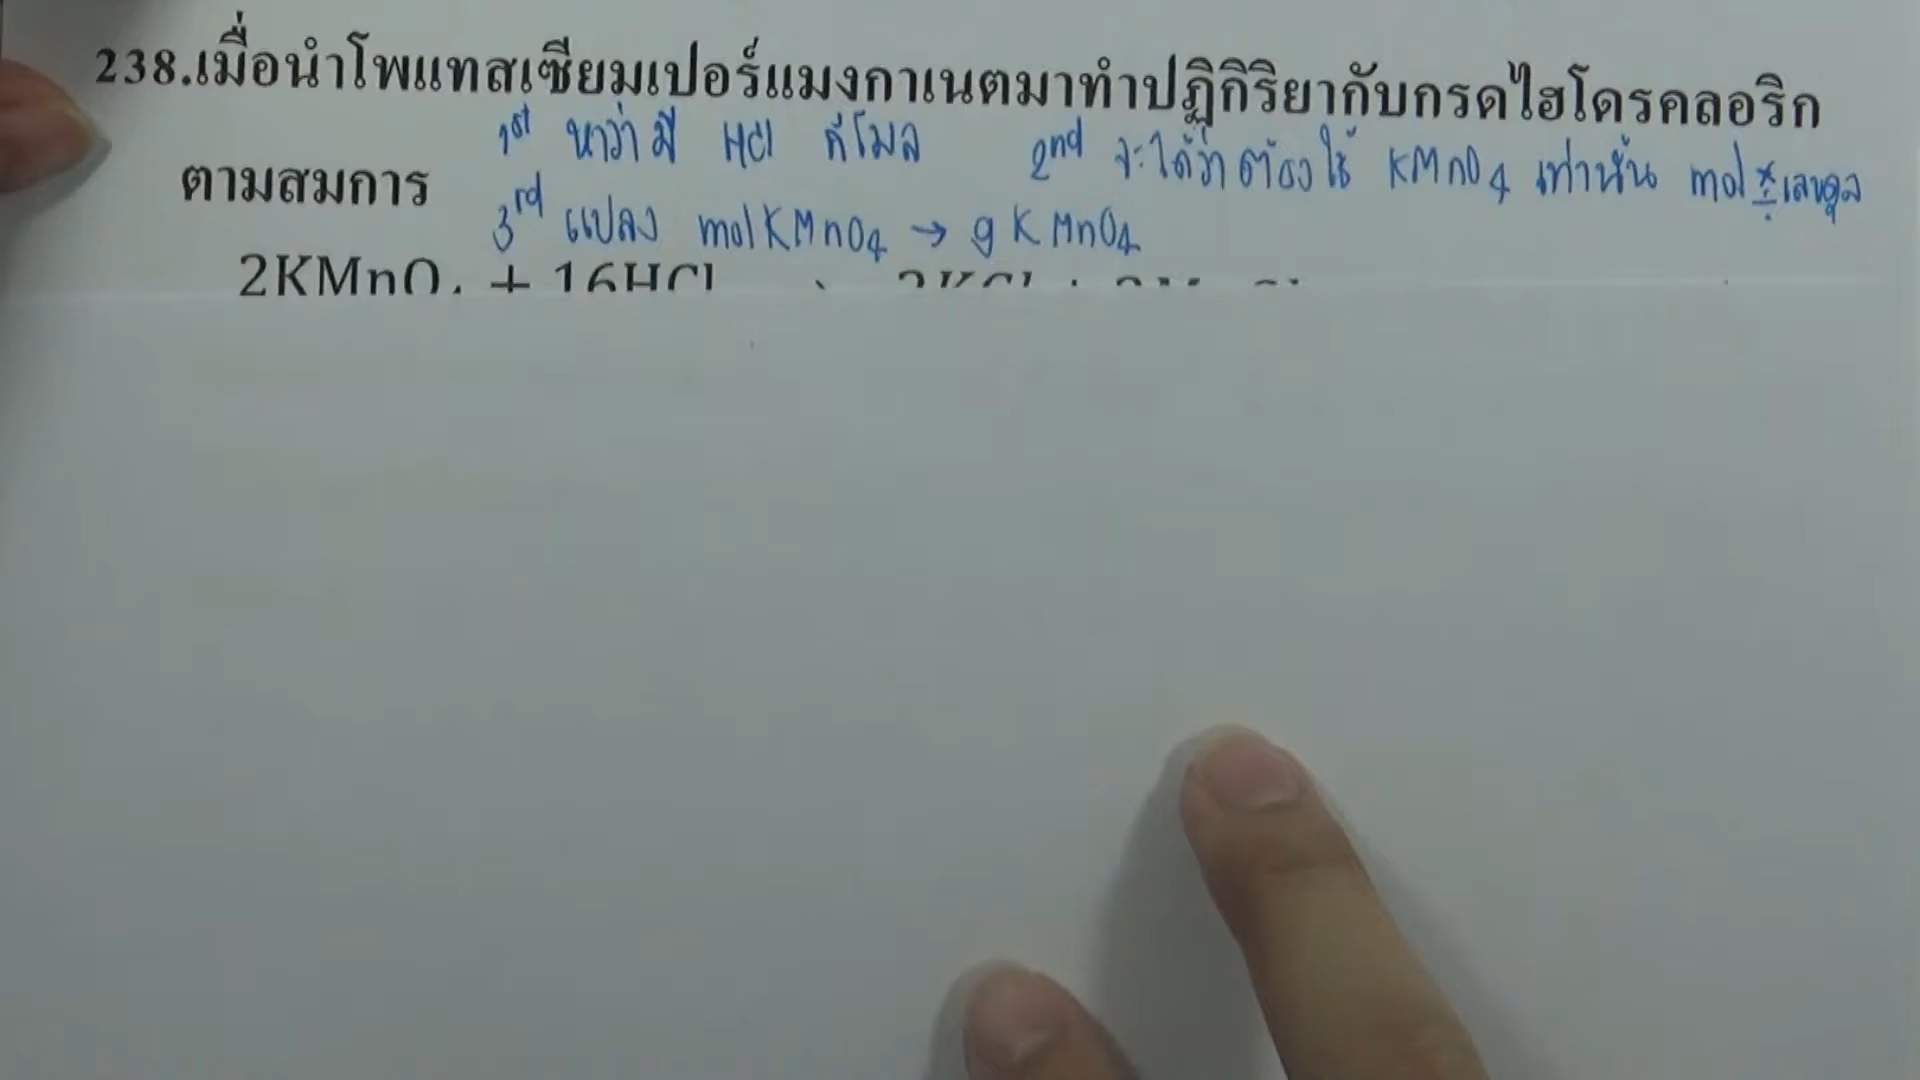 238.เมื่อนำโพแทสเซียมเปอร์แมงกาเนตมาทำปฏิกิริยากับกรดไฮโดรคลอริก
1st หาว่ามี HCl กี่โมล 2nd จะได้ว่าต้องใช้ KMnO4 เท่านั้น mol
ตามสมการ
3rd แปลง mol KMnO4 → g KMnO4
2KMnO4 + 16HCl